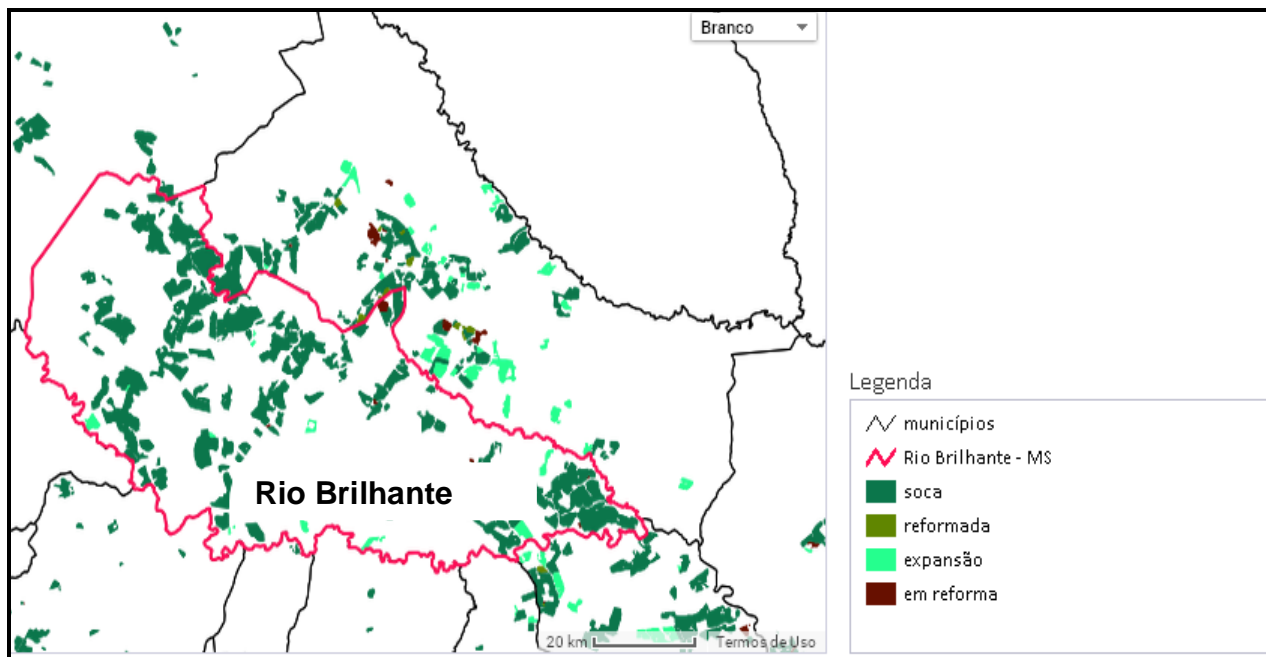 Branco
Rio Brilhante
20 km
Termos de Uso
Legenda
municípios
Rio Brilhante - MS
soca
reformada
expansão
em reforma